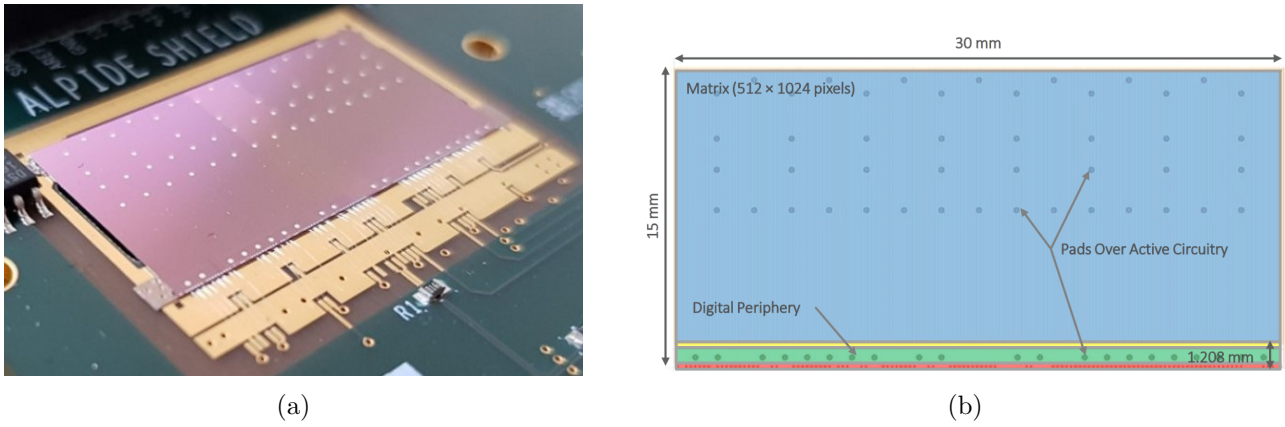 ALPIDE SHIELD
R1
(a)
30 mm
15 mm
Matrix (512 × 1024 pixels)
Pads Over Active Circuitry
Digital Periphery
1.208 mm
(b)